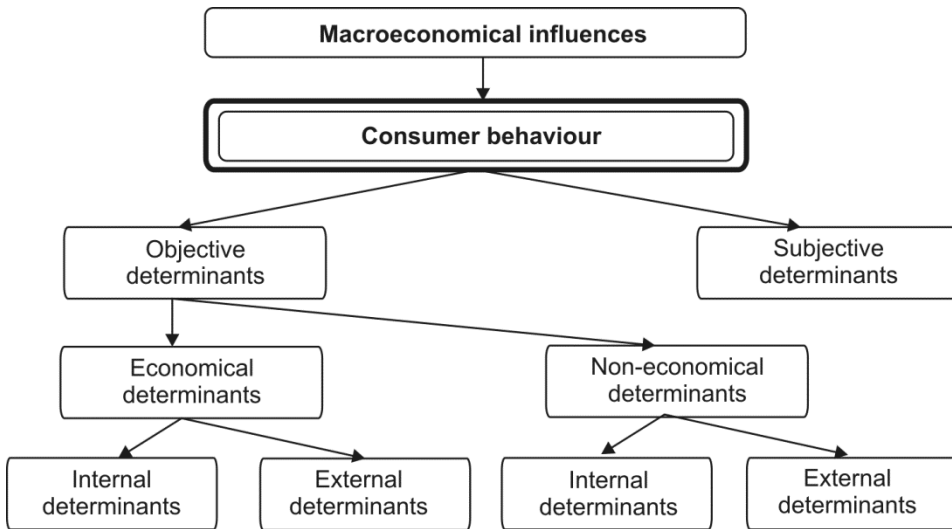 Macroeconomical influences
Consumer behaviour
Objective
determinants
Subjective
determinants
Economical
determinants
Non-economical
determinants
Internal
determinants
External
determinants
Internal
determinants
External
determinants